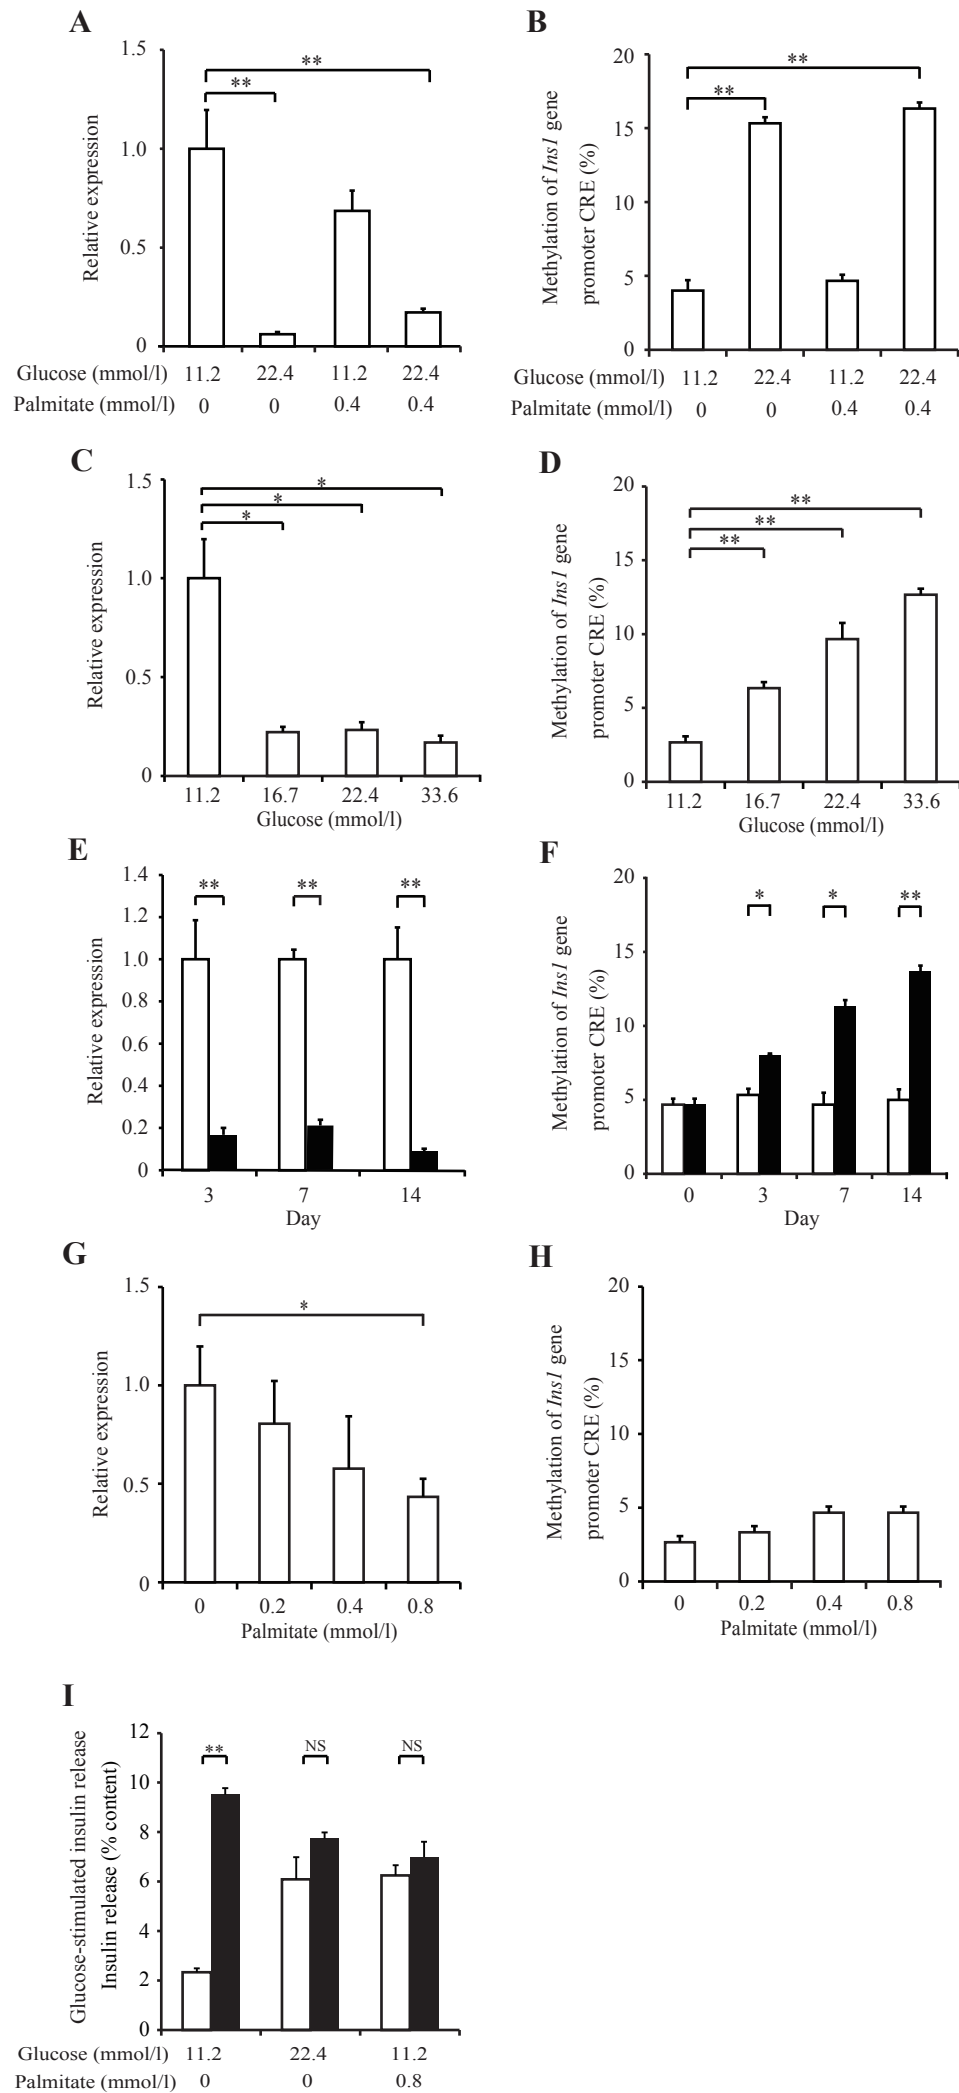 A
1.5
1.0
0.5
0
Relative expression
**
**
Glucose (mmol/l) 11.2 22.4 11.2 22.4
Palmitate (mmol/l) 0 0 0.4 0.4
B
20
15
10
5
0
Methylation of Ins1 gene
promoter CRE (%)
**
**
Glucose (mmol/l) 11.2 22.4 11.2 22.4
Palmitate (mmol/l) 0 0 0.4 0.4
C
1.5
1.0
0.5
0
Relative expression
*
*
*
11.2 16.7 22.4 33.6
Glucose (mmol/l)
D
20
15
10
5
0
Methylation of Ins1 gene
promoter CRE (%)
**
**
**
11.2 16.7 22.4 33.6
Glucose (mmol/l)
E
1.4
1.2
1.0
0.8
0.6
0.4
0.2
0
Relative expression
** ** **
3 7 14
Day
F
20
15
10
5
0
Methylation of Ins1 gene
promoter CRE (%)
* * **
0 3 7 14
Day
G
1.5
1.0
0.5
0
Relative expression
*
0 0.2 0.4 0.8
Palmitate (mmol/l)
H
20
15
10
5
0
Methylation of Ins1 gene
promoter CRE (%)
0 0.2 0.4 0.8
Palmitate (mmol/l)
I
12
10
8
6
4
2
0
Glucose-stimulated insulin release
Insulin release (% content)
** NS NS
Glucose (mmol/l) 11.2 22.4 11.2
Palmitate (mmol/l) 0 0 0.8